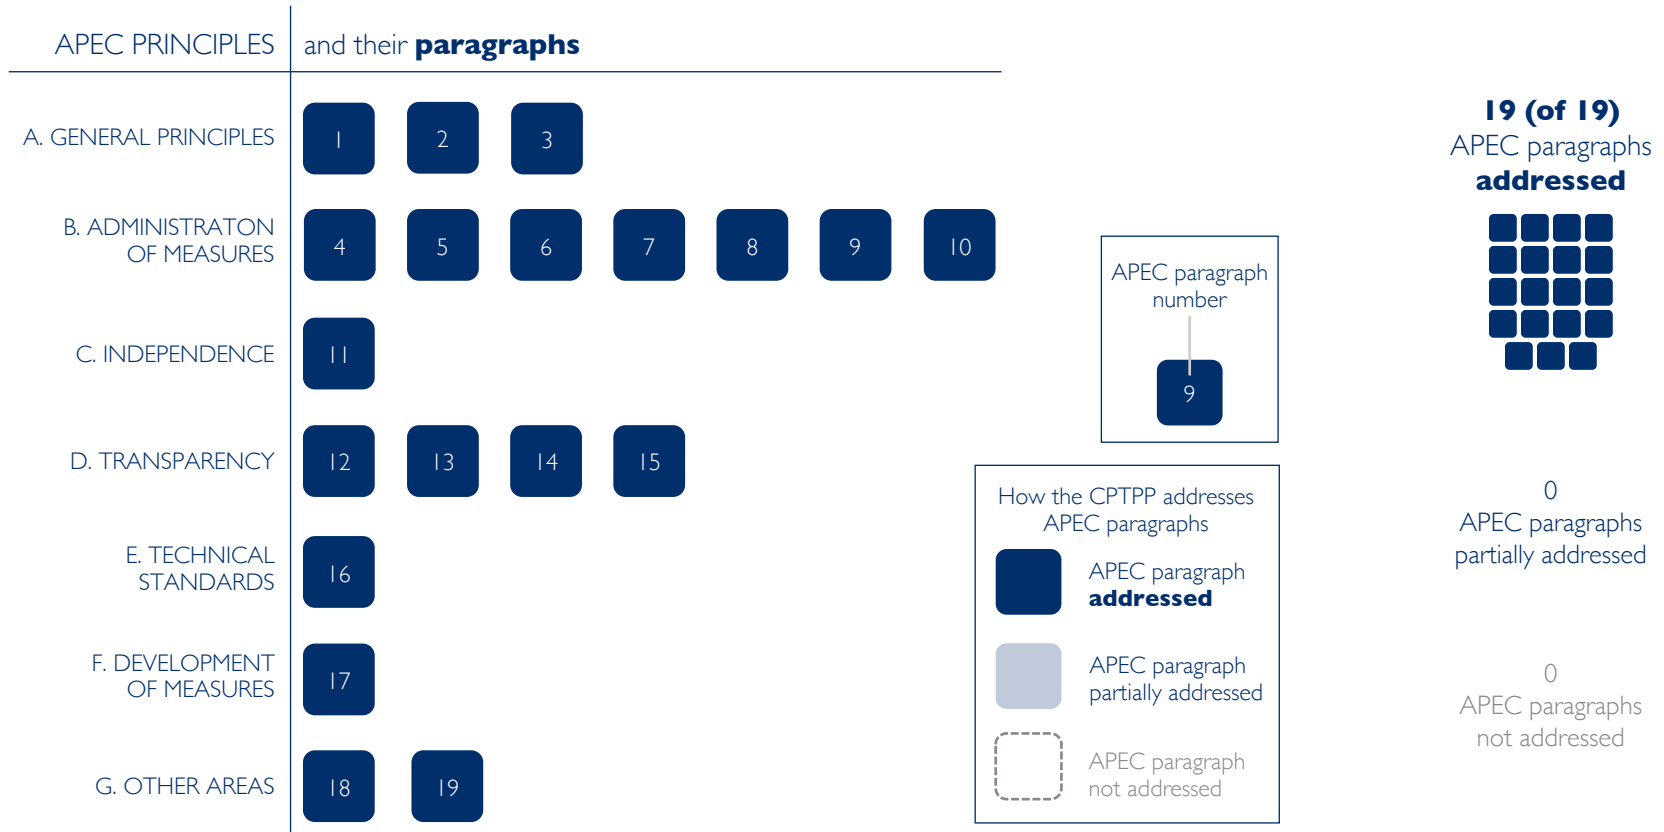 APEC PRINCIPLES and their paragraphs
A. GENERAL PRINCIPLES
1 2 3
B. ADMINISTRATON
OF MEASURES
4 5 6 7 8 9 10
C. INDEPENDENCE
11
D. TRANSPARENCY
12 13 14 15
E. TECHNICAL
STANDARDS
16
F. DEVELOPMENT
OF MEASURES
17
G. OTHER AREAS
18 19
APEC paragraph
number
9
How the CPTPP addresses
APEC paragraphs
APEC paragraph
addressed
APEC paragraph
partially addressed
APEC paragraph
not addressed
19 (of 19)
APEC paragraphs
addressed
0
APEC paragraphs
partially addressed
0
APEC paragraphs
not addressed